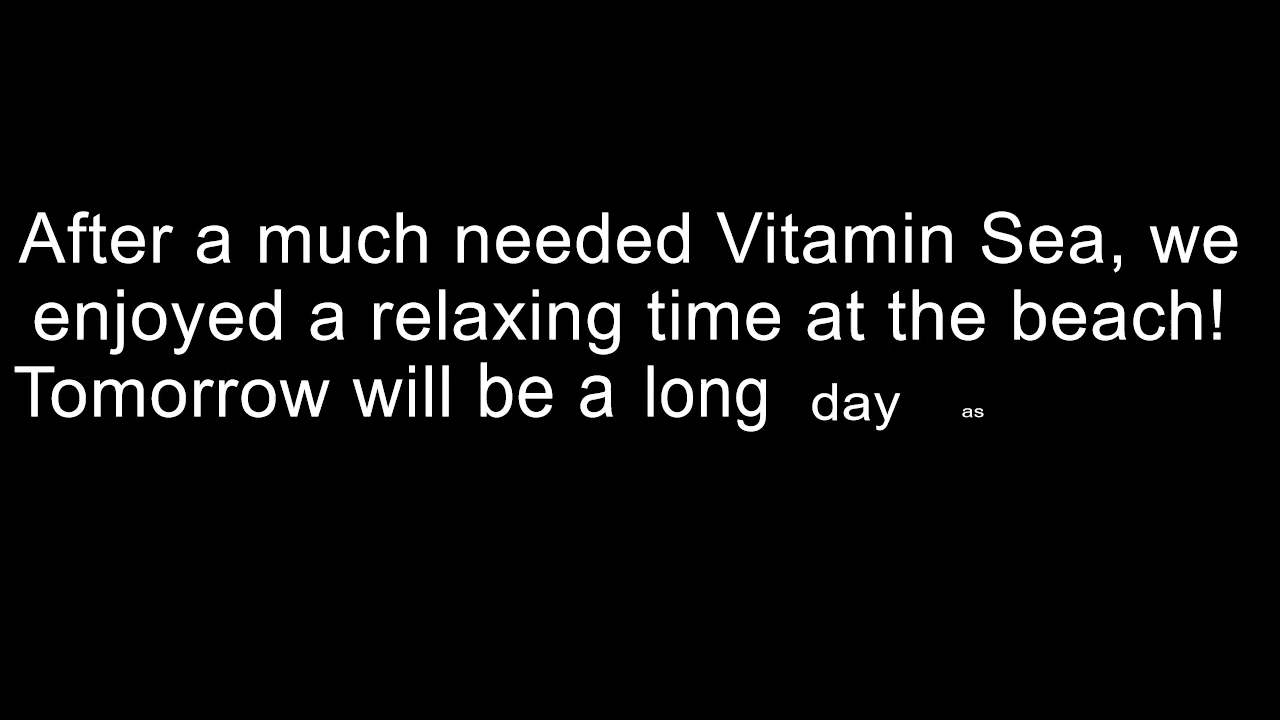 After a much needed Vitamin Sea, we
enjoyed a relaxing time at the beach!
Tomorrow will be a long day as